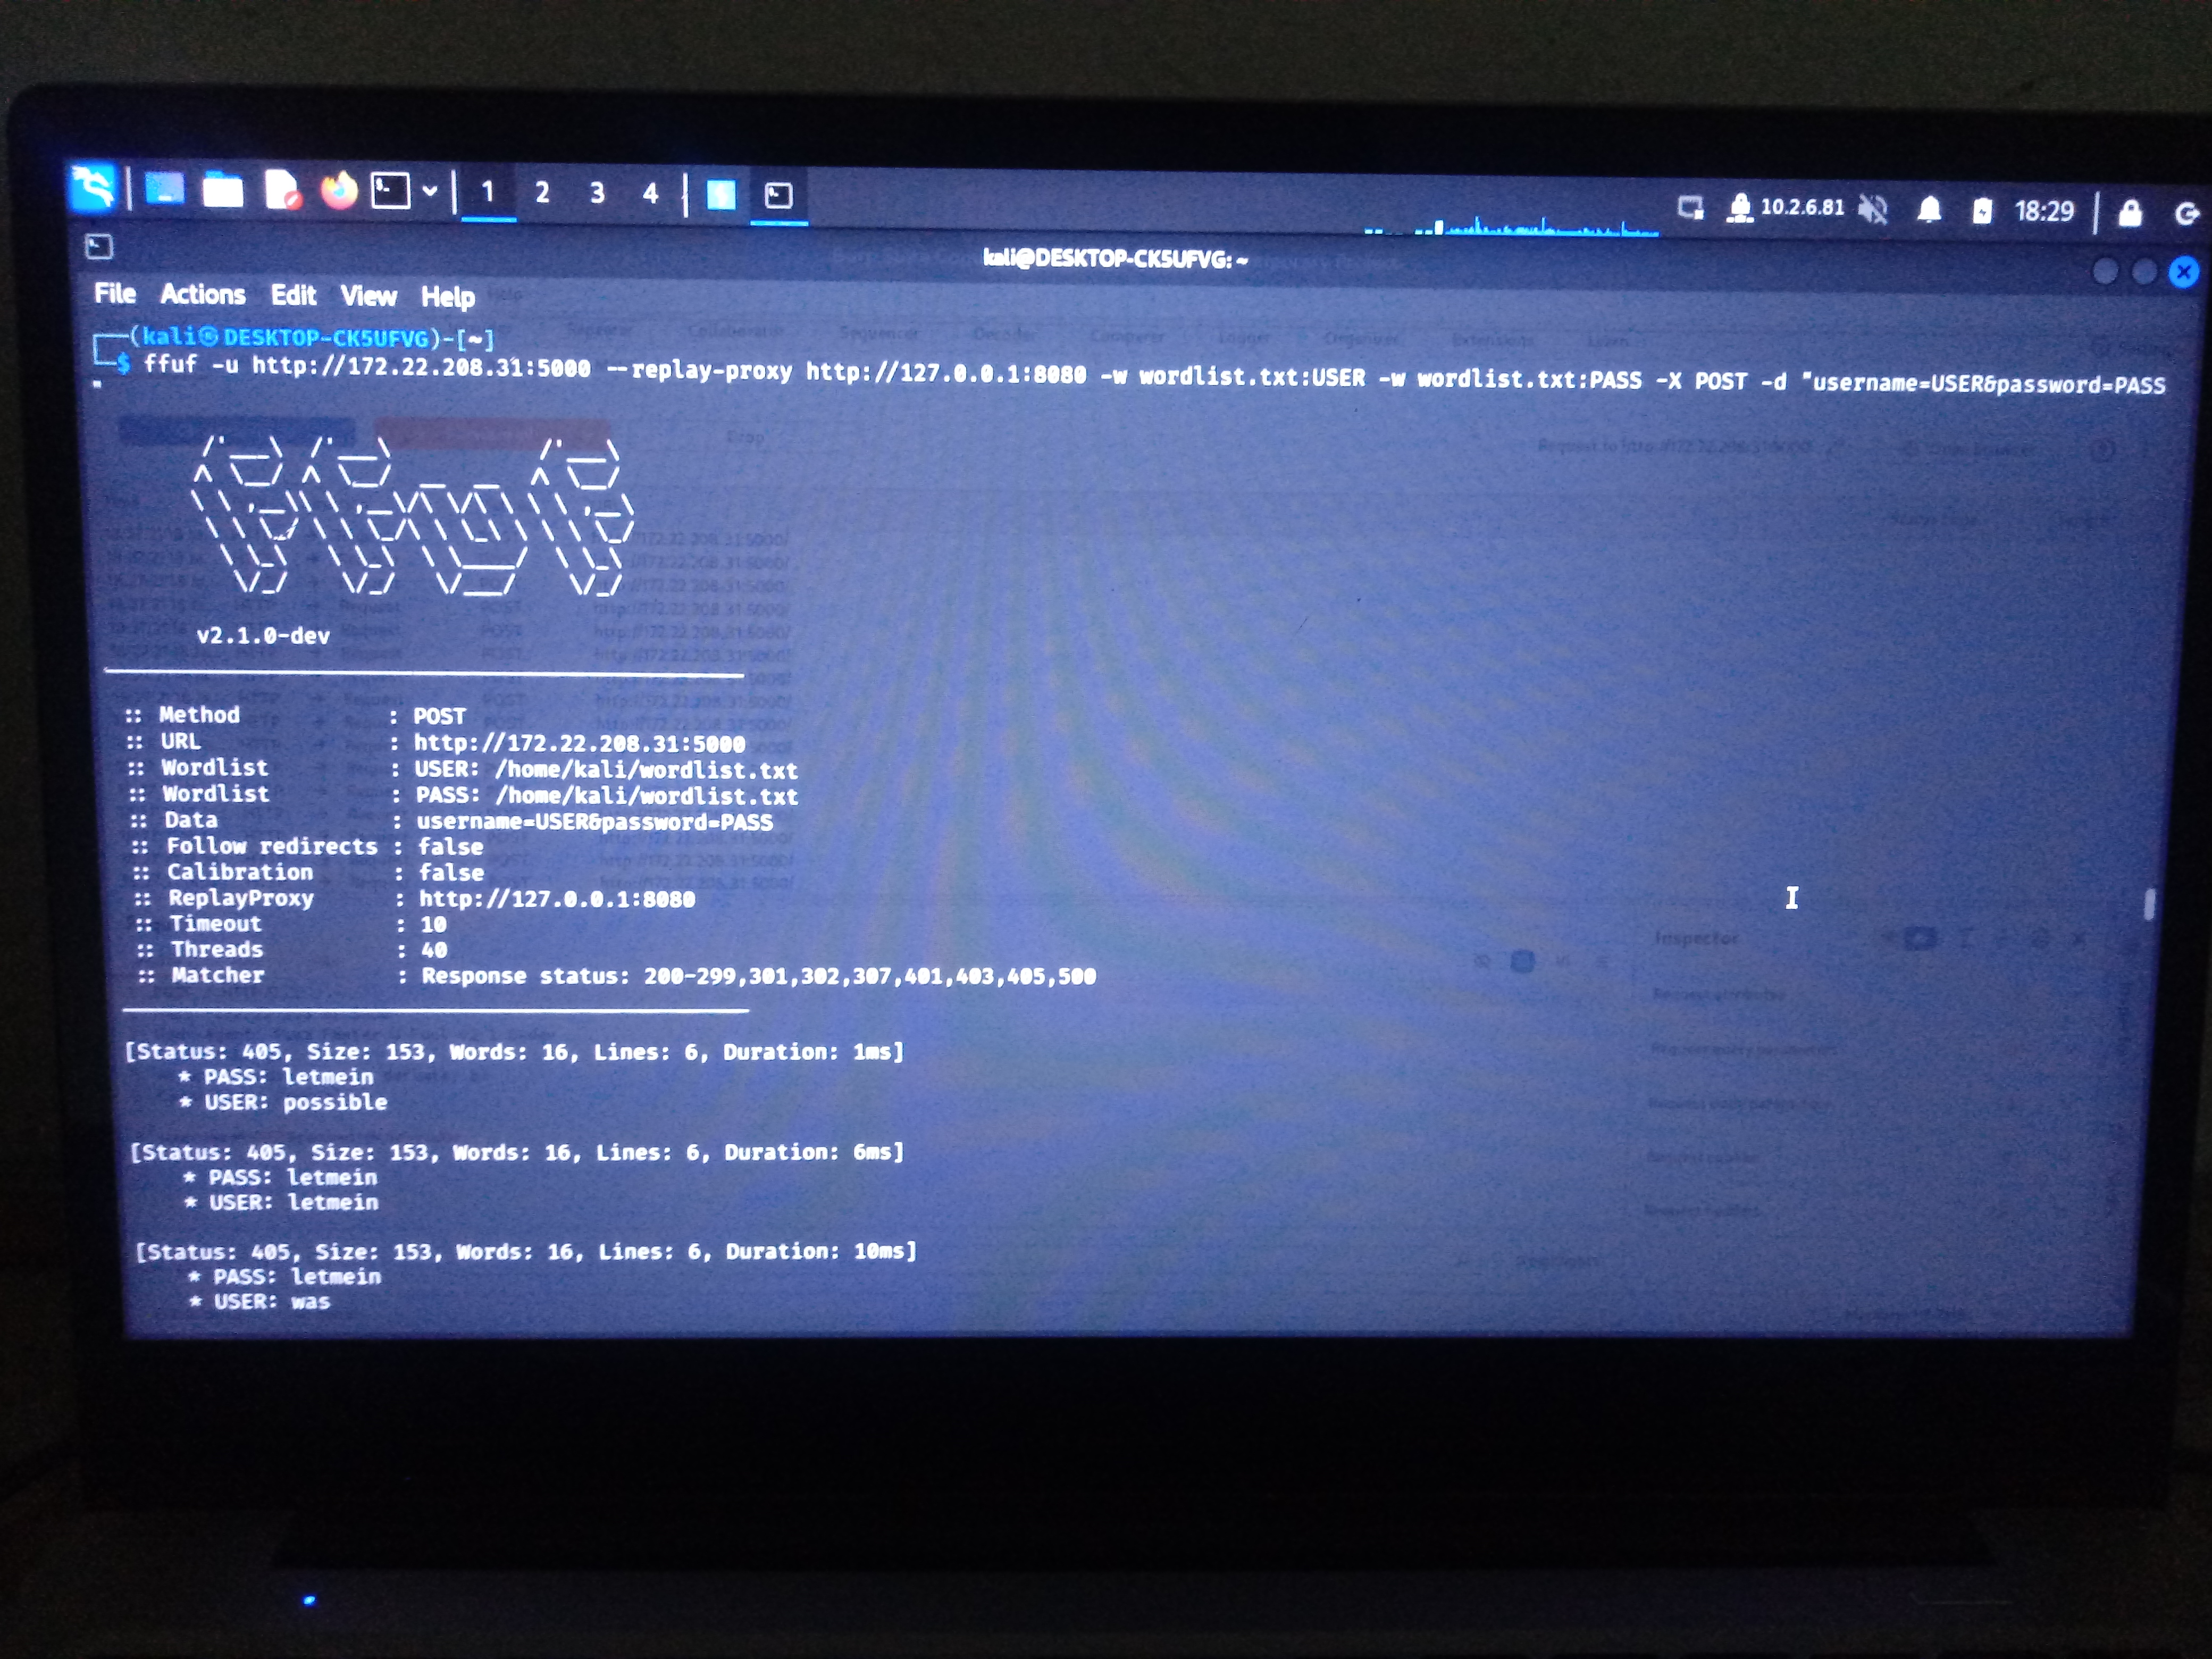 1 2 3 4 10.2.6.81 18:29
kali@DESKTOP-CK5UFVG: ~
File Actions Edit View Help
┌──(kali㉿DESKTOP-CK5UFVG)-[~]
└─$ ffuf -u http://172.22.208.31:5000 --replay-proxy http://127.0.0.1:8080 -w wordlist.txt:USER -w wordlist.txt:PASS -X POST -d "username=USER&password=PASS
"
v2.1.0-dev
:: Method : POST
:: URL : http://172.22.208.31:5000
:: Wordlist : USER: /home/kali/wordlist.txt
:: Wordlist : PASS: /home/kali/wordlist.txt
:: Data : username=USER&password=PASS
:: Follow redirects : false
:: Calibration : false
:: ReplayProxy : http://127.0.0.1:8080
:: Timeout : 10
:: Threads : 40
:: Matcher : Response status: 200-299,301,302,307,401,403,405,500
[Status: 405, Size: 153, Words: 16, Lines: 6, Duration: 1ms]
* PASS: letmein
* USER: possible
[Status: 405, Size: 153, Words: 16, Lines: 6, Duration: 6ms]
* PASS: letmein
* USER: letmein
[Status: 405, Size: 153, Words: 16, Lines: 6, Duration: 10ms]
* PASS: letmein
* USER: was